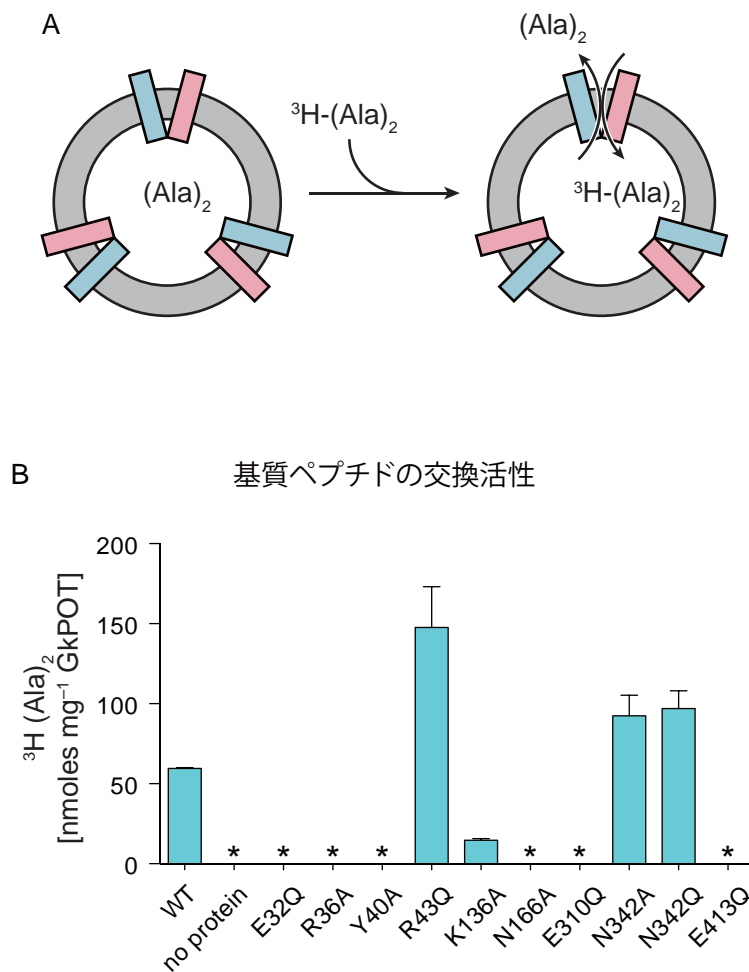 A
(Ala)₂
³H-(Ala)₂
(Ala)₂
³H-(Ala)₂
B
基質ペプチドの交換活性
³H (Ala)₂
[nmoles mg⁻¹ GkPOT]
200
150
100
50
0
* * * * * * *
WT
no protein
E32Q
R36A
Y40A
R43Q
K136A
N166A
E310Q
N342A
N342Q
E413Q